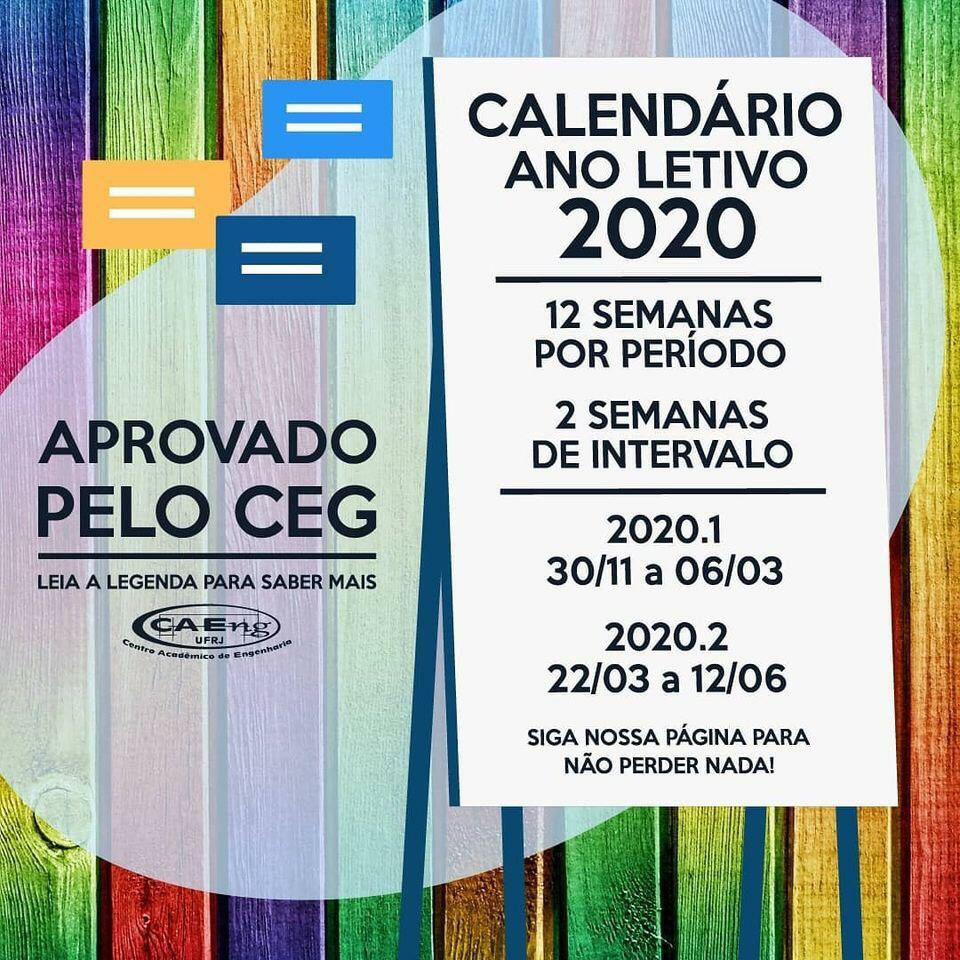 CALENDÁRIO
ANO LETIVO
2020
12 SEMANAS
POR PERÍODO
2 SEMANAS
DE INTERVALO
2020.1
30/11 a 06/03
2020.2
22/03 a 12/06
SIGA NOSSA PÁGINA PARA
NÃO PERDER NADA!
APROVADO
PELO CEG
LEIA A LEGENDA PARA SABER MAIS
CAEng
UFRJ
Centro Acadêmico de Engenharia